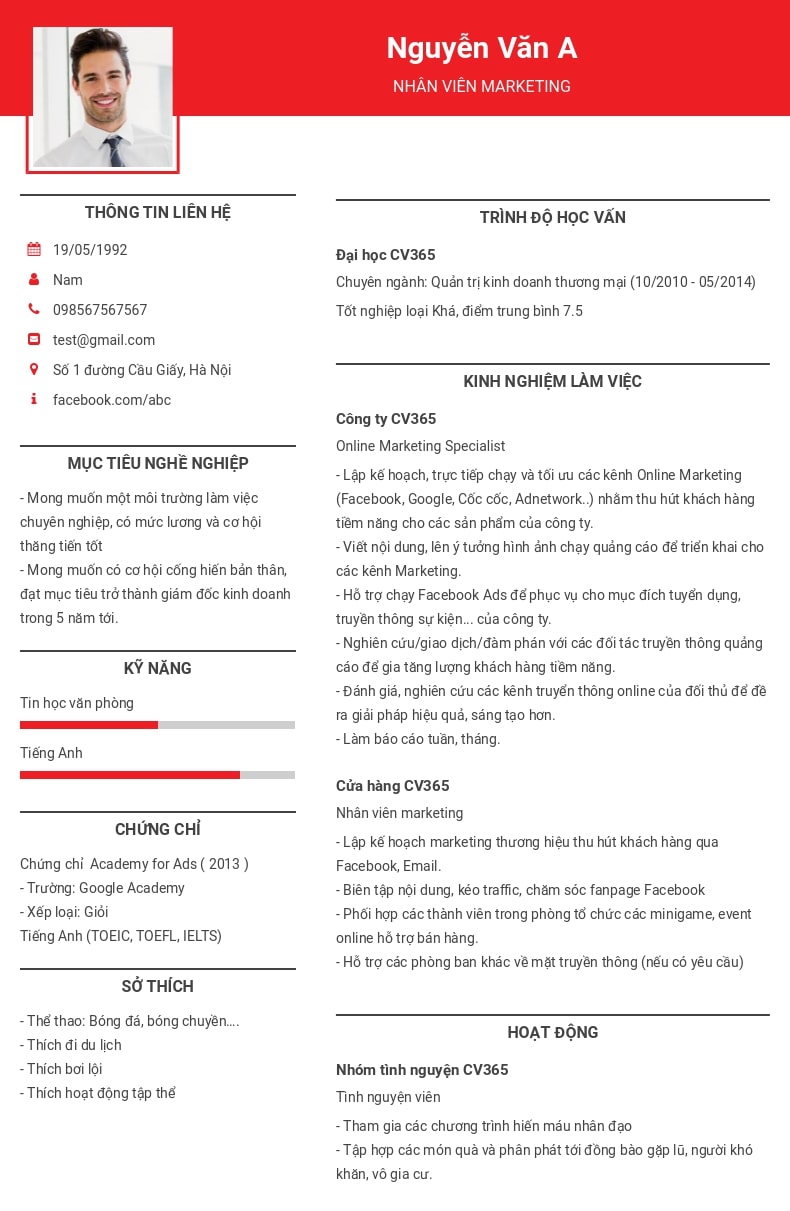 Nguyễn Văn A
NHÂN VIÊN MARKETING
THÔNG TIN LIÊN HỆ
19/05/1992
Nam
098567567567
test@gmail.com
Số 1 đường Cầu Giấy, Hà Nội
facebook.com/abc
MỤC TIÊU NGHỀ NGHIỆP
- Mong muốn một môi trường làm việc
chuyên nghiệp, có mức lương và cơ hội
thăng tiến tốt
- Mong muốn có cơ hội cống hiến bản thân,
đạt mục tiêu trở thành giám đốc kinh doanh
trong 5 năm tới.
KỸ NĂNG
Tin học văn phòng
Tiếng Anh
CHỨNG CHỈ
Chứng chỉ Academy for Ads ( 2013 )
- Trường: Google Academy
- Xếp loại: Giỏi
Tiếng Anh (TOEIC, TOEFL, IELTS)
SỞ THÍCH
- Thể thao: Bóng đá, bóng chuyền....
- Thích đi du lịch
- Thích bơi lội
- Thích hoạt động tập thể
TRÌNH ĐỘ HỌC VẤN
Đại học CV365
Chuyên ngành: Quản trị kinh doanh thương mại (10/2010 - 05/2014)
Tốt nghiệp loại Khá, điểm trung bình 7.5
KINH NGHIỆM LÀM VIỆC
Công ty CV365
Online Marketing Specialist
- Lập kế hoạch, trực tiếp chạy và tối ưu các kênh Online Marketing
(Facebook, Google, Cốc cốc, Adnetwork..) nhằm thu hút khách hàng
tiềm năng cho các sản phẩm của công ty.
- Viết nội dung, lên ý tưởng hình ảnh chạy quảng cáo để triển khai cho
các kênh Marketing.
- Hỗ trợ chạy Facebook Ads để phục vụ cho mục đích tuyển dụng,
truyền thông sự kiện... của công ty.
- Nghiên cứu/giao dịch/đàm phán với các đối tác truyền thông quảng
cáo để gia tăng lượng khách hàng tiềm năng.
- Đánh giá, nghiên cứu các kênh truyển thông online của đối thủ để đề
ra giải pháp hiệu quả, sáng tạo hơn.
- Làm báo cáo tuần, tháng.
Cửa hàng CV365
Nhân viên marketing
- Lập kế hoạch marketing thương hiệu thu hút khách hàng qua
Facebook, Email.
- Biên tập nội dung, kéo traffic, chăm sóc fanpage Facebook
- Phối hợp các thành viên trong phòng tổ chức các minigame, event
online hỗ trợ bán hàng.
- Hỗ trợ các phòng ban khác về mặt truyền thông (nếu có yêu cầu)
HOẠT ĐỘNG
Nhóm tình nguyện CV365
Tình nguyện viên
- Tham gia các chương trình hiến máu nhân đạo
- Tập hợp các món quà và phân phát tới đồng bào gặp lũ, người khó
khăn, vô gia cư.